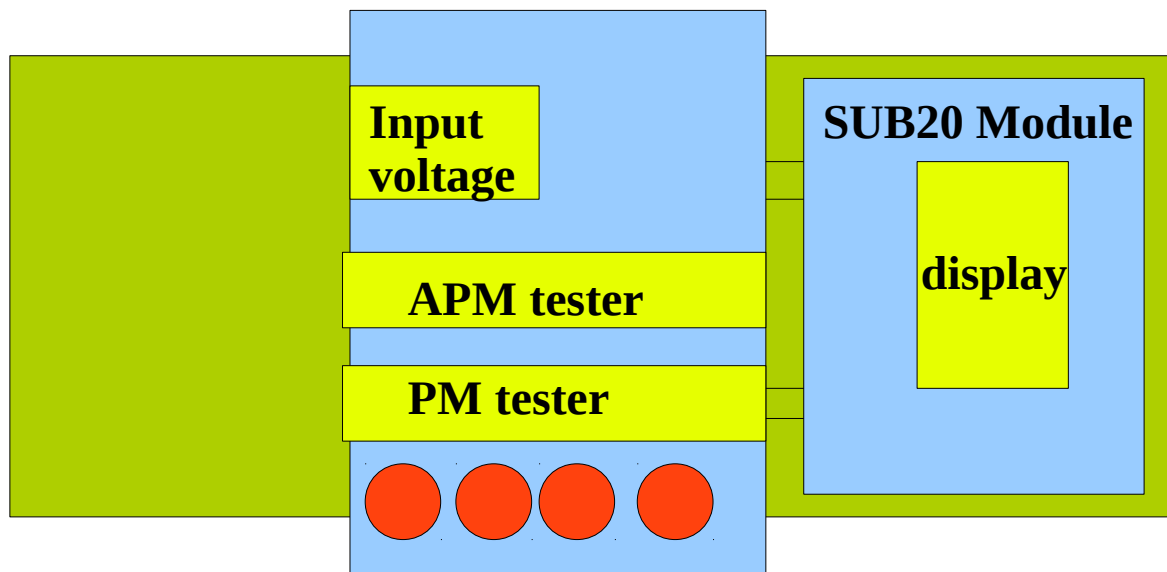 Input
voltage
SUB20 Module
display
APM tester
PM tester